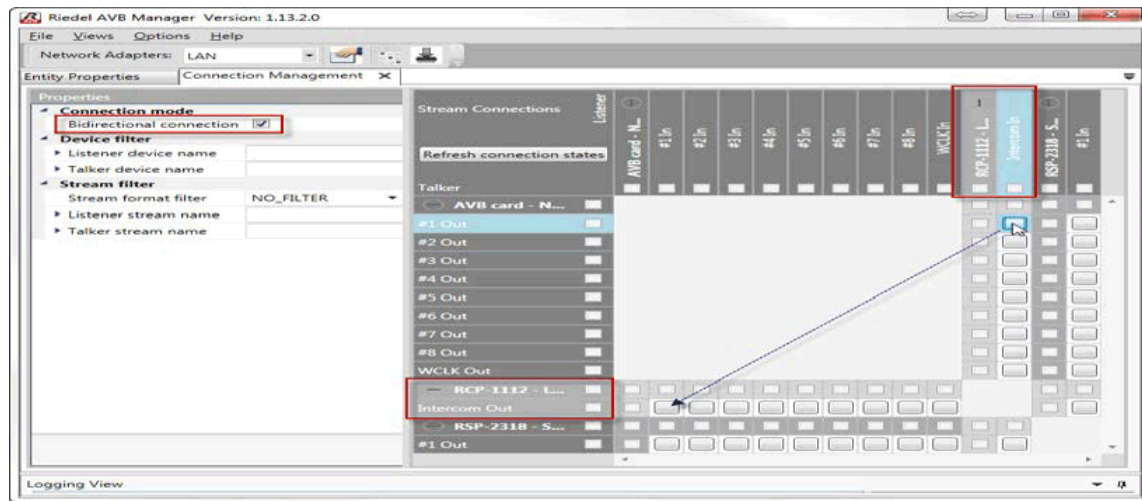 Riedel AVB Manager Version: 1.13.2.0
File Views Options Help
Network Adapters: LAN
Entity Properties
Connection Management
Properties
Connection mode
Bidirectional connection
Device filter
Listener device name
Talker device name
Stream filter
Stream format filter NO_FILTER
Listener stream name
Talker stream name
Stream Connections
Listener
Refresh connection states
Talker
AVB card - N...
#1 In
#2 In
#3 In
#4 In
#5 In
#6 In
#7 In
#8 In
WCLK In
RCP-1112 - L...
Intercom In
RSP-2318 - S...
#1 In
AVB card - N...
#1 Out
#2 Out
#3 Out
#4 Out
#5 Out
#6 Out
#7 Out
#8 Out
WCLK Out
RCP-1112 - L...
Intercom Out
RSP-2318 - S...
#1 Out
Logging View